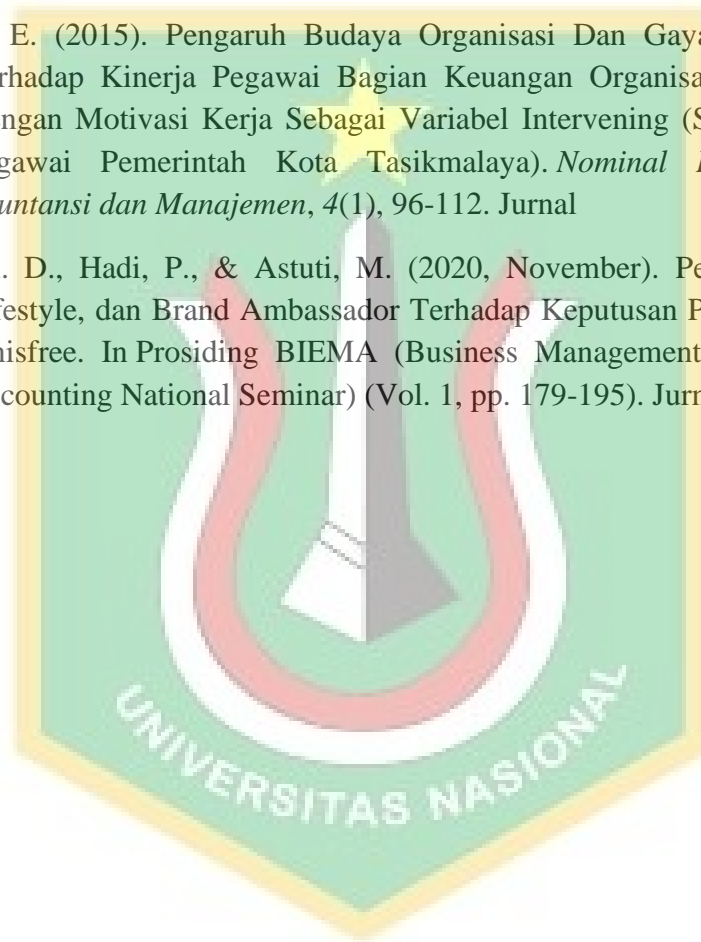 E. (2015). Pengaruh Budaya Organisasi Dan Gaya
rhadap Kinerja Pegawai Bagian Keuangan Organisa
ngan Motivasi Kerja Sebagai Variabel Intervening (S
gawai Pemerintah Kota Tasikmalaya). Nominal
untansi dan Manajemen, 4(1), 96-112. Jurnal
. D., Hadi, P., & Astuti, M. (2020, November). Pe
festyle, dan Brand Ambassador Terhadap Keputusan P
nisfree. In Prosiding BIEMA (Business Management
counting National Seminar) (Vol. 1, pp. 179-195). Jurn
UNIVERSITAS NASIONAL